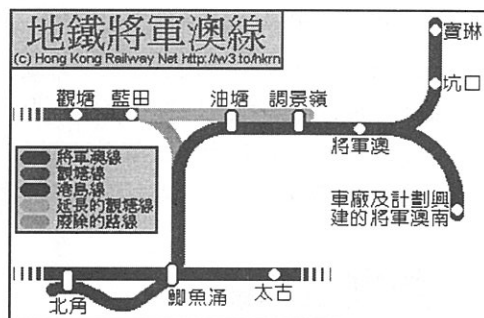 地鐵將軍澳線
(c) Hong Kong Railway Net http://w3.to/hkrn
寶琳
坑口
觀塘
藍田
油塘
調景嶺
將軍澳
將軍澳線
觀塘線
港島線
延長的觀塘線
廢除的路線
車廠及計劃興
建的將軍澳南
北角
鰂魚涌
太古